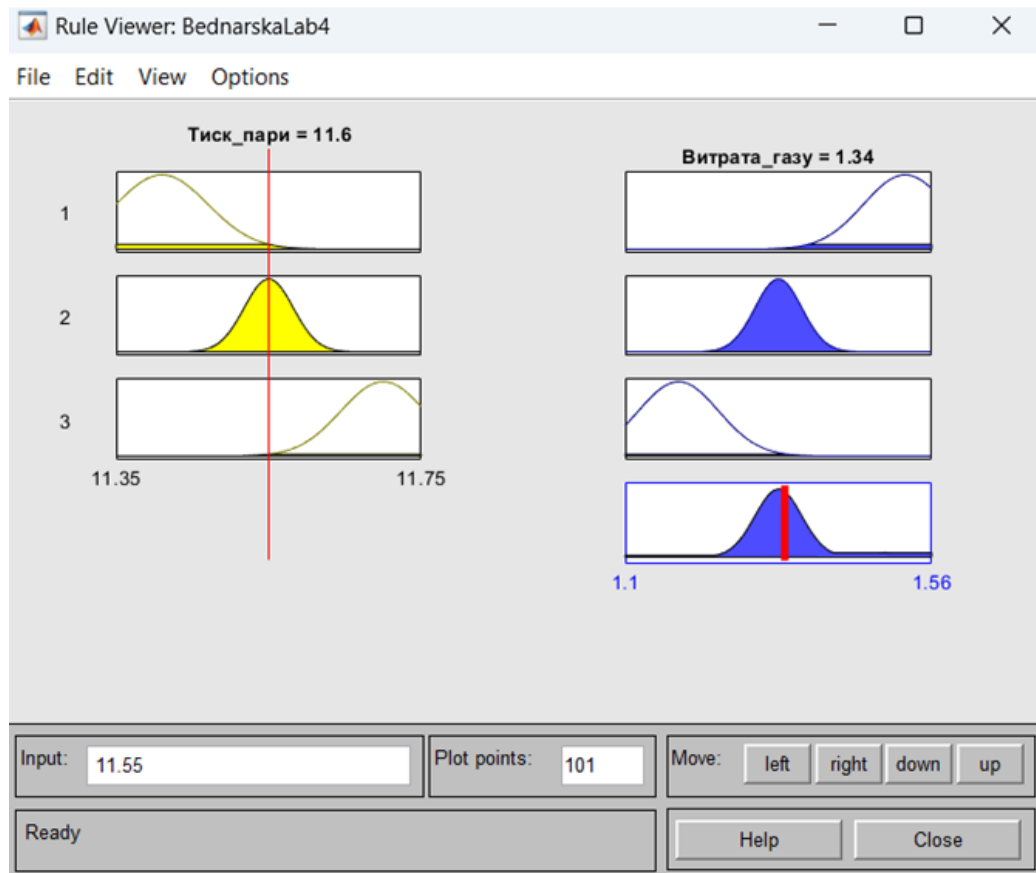 Rule Viewer: BednarskaLab4
File Edit View Options
Тиск_пари = 11.6
Витрата_газу = 1.34
1
2
3
11.35 11.75
1.1 1.56
Input: 11.55
Plot points: 101
Move: left right down up
Ready
Help Close